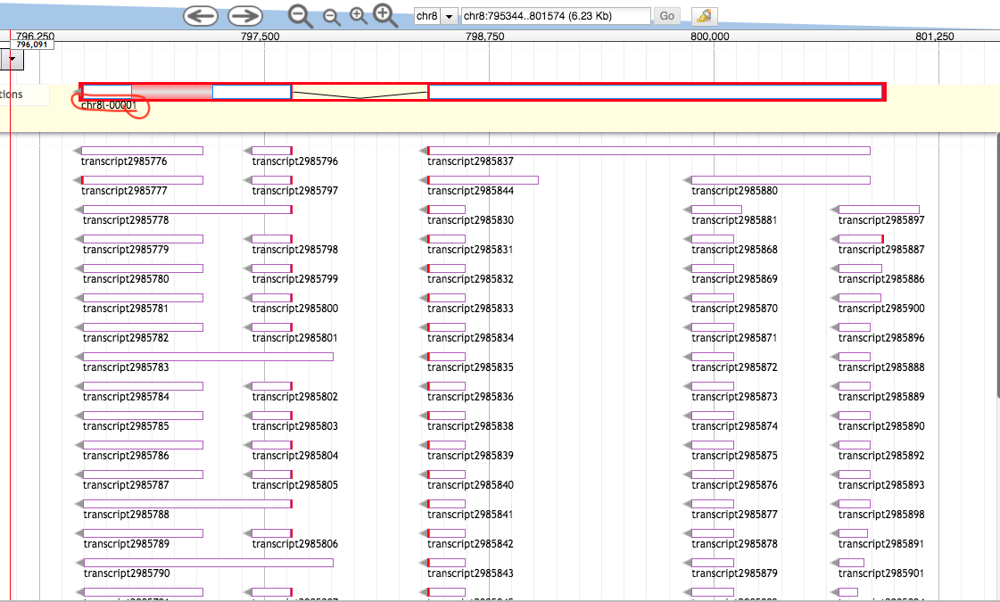 chr8 chr8:795344..801574 (6.23 Kb) Go
796,250 797,500 798,750 800,000 801,250
796,091
tions
chr8l-00001
transcript2985776 transcript2985796 transcript2985837
transcript2985777 transcript2985797 transcript2985844 transcript2985880
transcript2985778 transcript2985830 transcript2985881 transcript2985897
transcript2985779 transcript2985798 transcript2985831 transcript2985868 transcript2985887
transcript2985780 transcript2985799 transcript2985832 transcript2985869 transcript2985886
transcript2985781 transcript2985800 transcript2985833 transcript2985870 transcript2985900
transcript2985782 transcript2985801 transcript2985834 transcript2985871 transcript2985896
transcript2985783 transcript2985835 transcript2985872 transcript2985888
transcript2985784 transcript2985802 transcript2985836 transcript2985873 transcript2985889
transcript2985785 transcript2985803 transcript2985838 transcript2985874 transcript2985890
transcript2985786 transcript2985804 transcript2985839 transcript2985875 transcript2985892
transcript2985787 transcript2985805 transcript2985840 transcript2985876 transcript2985893
transcript2985788 transcript2985841 transcript2985877 transcript2985898
transcript2985789 transcript2985806 transcript2985842 transcript2985878 transcript2985891
transcript2985790 transcript2985843 transcript2985879 transcript2985901